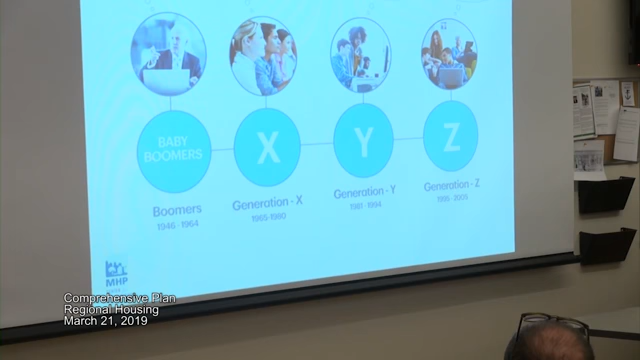 BABY
BOOMERS
X
Y
Z
Boomers
1946 - 1964
Generation - X
1965-1980
Generation - Y
1981 - 1994
Generation - Z
MHP
Comprehensive Plan
Regional Housing
March 21, 2019